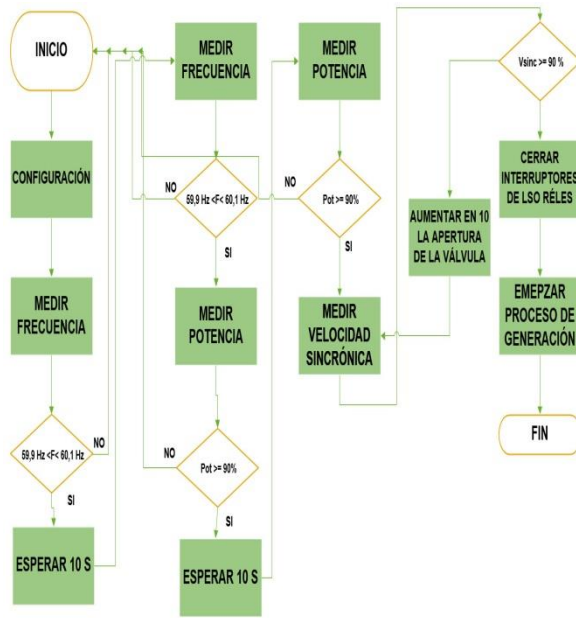 INICIO
CONFIGURACIÓN
MEDIR
FRECUENCIA
59,9 Hz <F< 60,1 Hz
NO
SI
ESPERAR 10 S
MEDIR
FRECUENCIA
59,9 Hz <F< 60,1 Hz
NO
SI
MEDIR
POTENCIA
Pot >= 90%
NO
SI
ESPERAR 10 S
MEDIR
POTENCIA
Pot >= 90%
NO
SI
MEDIR
VELOCIDAD
SINCRÓNICA
Vsinc >= 90 %
AUMENTAR EN 10
LA APERTURA
DE LA VÁLVULA
CERRAR
INTERRUPTORES
DE LSO RÉLES
EMEPZAR
PROCESO DE
GENERACIÓN
FIN